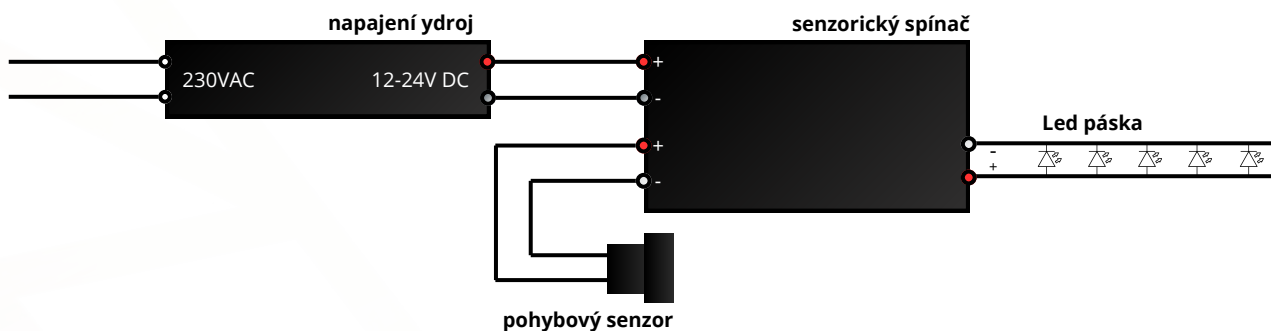 napajení ydroj
senzorický spínač
230VAC
12-24V DC
+
-
Led páska
+
-
-
+
pohybový senzor